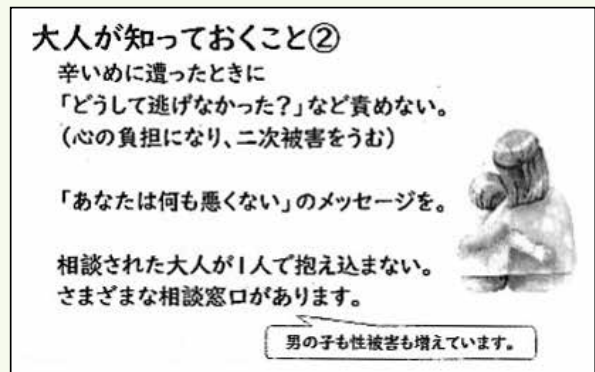 大人が知っておくこと②
辛いめに遭ったときに
「どうして逃げなかった？」など責めない。
（心の負担になり、二次被害をうむ）
「あなたは何も悪くない」のメッセージを。
相談された大人が1人で抱え込まない。
さまざまな相談窓口があります。
男の子も性被害も増えています。